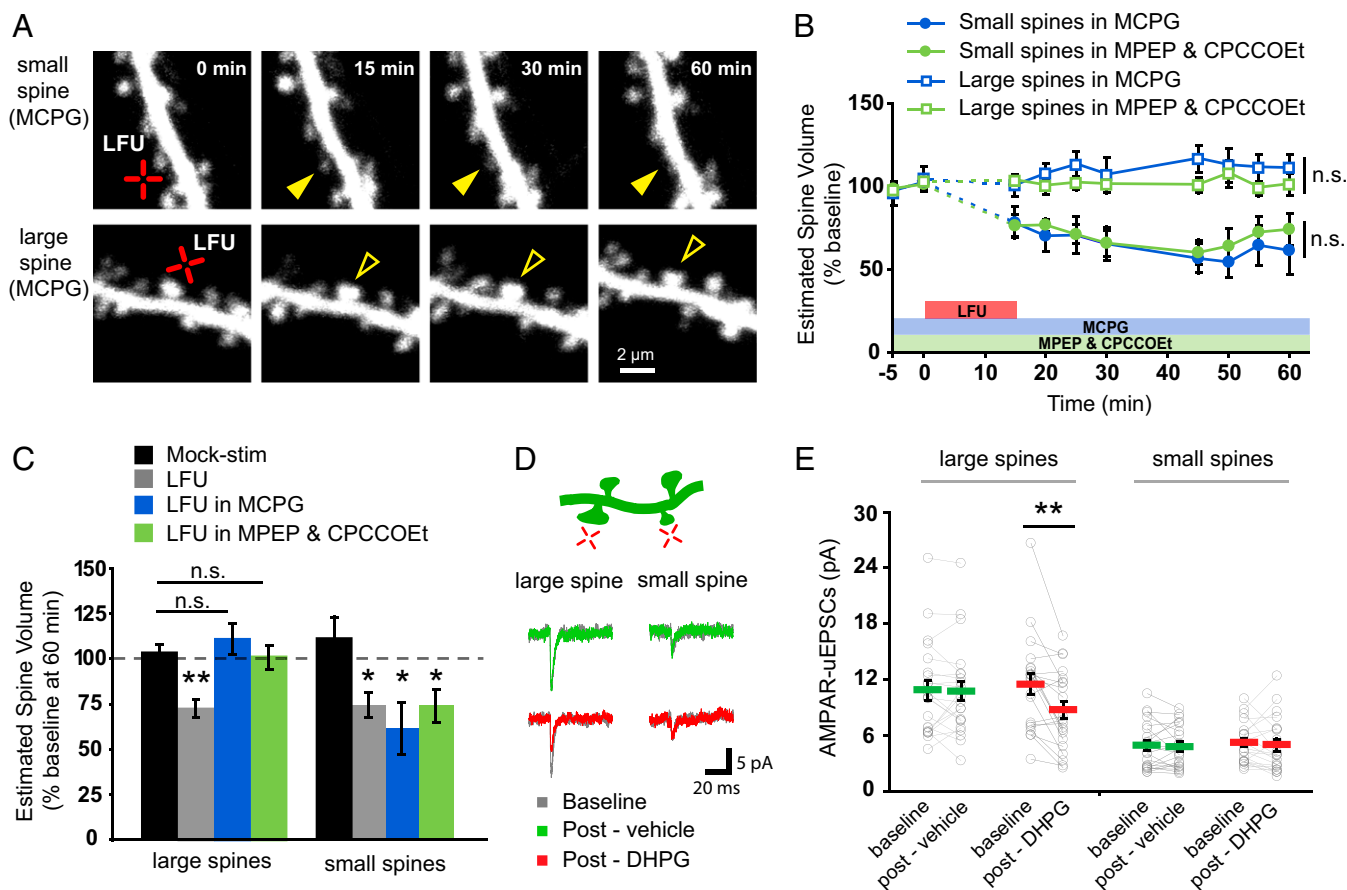 A
small
spine
(MCPG)
0 min
15 min
30 min
60 min
LFU
large
spine
(MCPG)
LFU
2 µm
B
Small spines in MCPG
Small spines in MPEP & CPCCOEt
Large spines in MCPG
Large spines in MPEP & CPCCOEt
Estimated Spine Volume
(% baseline)
150
100
50
0
n.s.
n.s.
LFU
MCPG
MPEP & CPCCOEt
-5 0 10 20 30 40 50 60
Time (min)
C
Mock-stim
LFU
LFU in MCPG
LFU in MPEP & CPCCOEt
Estimated Spine Volume
(% baseline at 60 min)
150
125
100
75
50
25
0
n.s.
n.s.
**
*
*
*
large spines
small spines
D
large spine
small spine
5 pA
20 ms
Baseline
Post - vehicle
Post - DHPG
E
large spines
small spines
**
AMPAR-uEPSCs (pA)
30
24
18
12
6
0
baseline
post - vehicle
baseline
post - DHPG
baseline
post - vehicle
baseline
post - DHPG